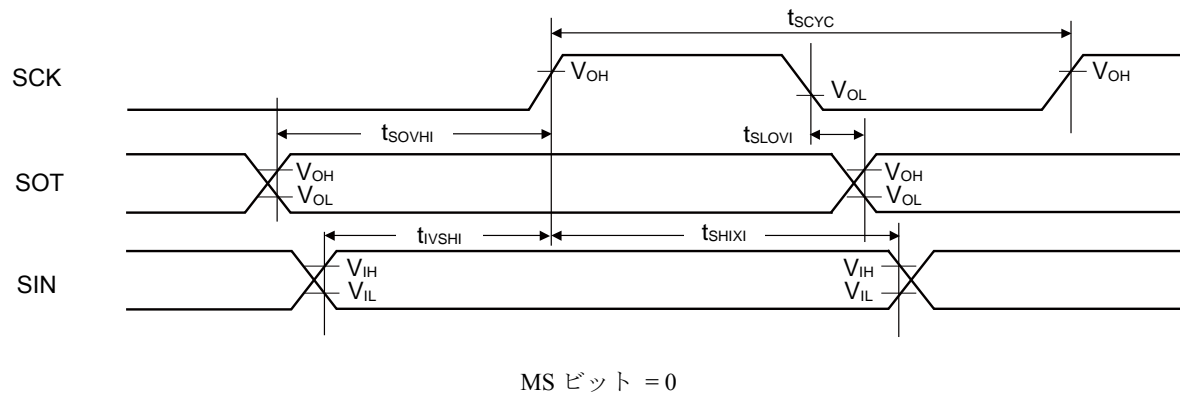 tSCYC
SCK
VOH
VOL
VOH
tSOVHI
tSLOVI
SOT
VOH
VOL
VOH
VOL
tIVSHI
tSHIXI
SIN
VIH
VIL
VIH
VIL
MS ビット = 0